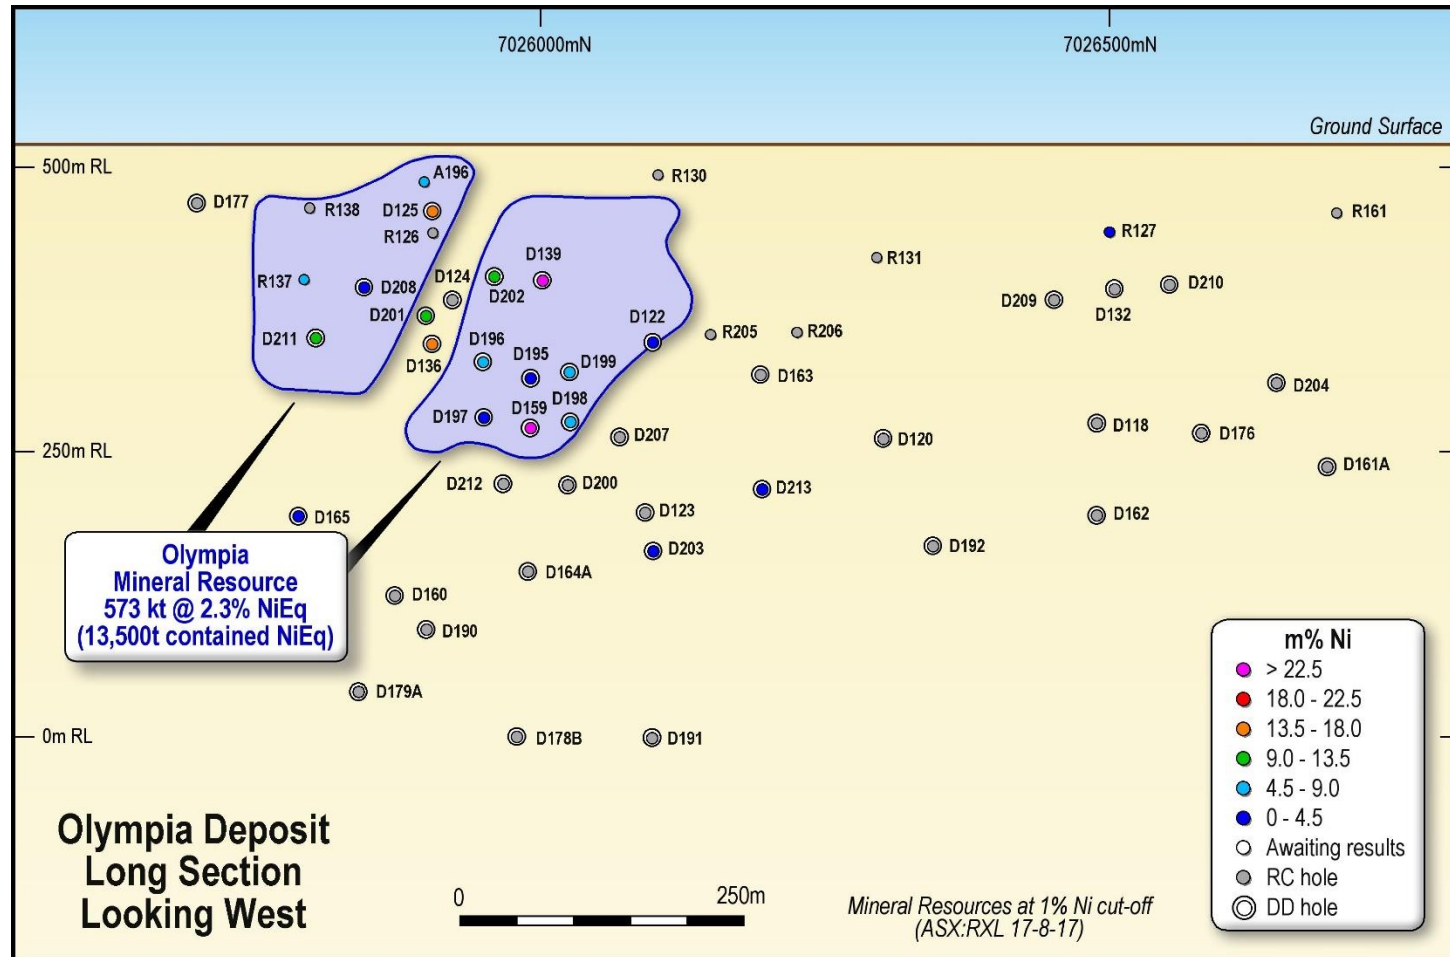 7026000mN
7026500mN
Ground Surface
500m RL
A196
R130
D177
R138
D125
R161
R126
R127
R131
R137
D208
D124
D139
D202
D209
D132
D210
D201
D122
D211
D136
D196
D195
D199
R205
R206
D163
D204
D197
D159
D198
D207
D120
D118
D176
250m RL
D161A
D212
D200
D213
D165
D123
D162
D203
D192
Olympia
Mineral Resource
573 kt @ 2.3% NiEq
(13,500t contained NiEq)
D164A
D160
D190
D179A
0m RL
D178B
D191
m% Ni
> 22.5
18.0 - 22.5
13.5 - 18.0
9.0 - 13.5
4.5 - 9.0
0 - 4.5
Awaiting results
RC hole
DD hole
Olympia Deposit
Long Section
Looking West
0
250m
Mineral Resources at 1% Ni cut-off
(ASX:RXL 17-8-17)